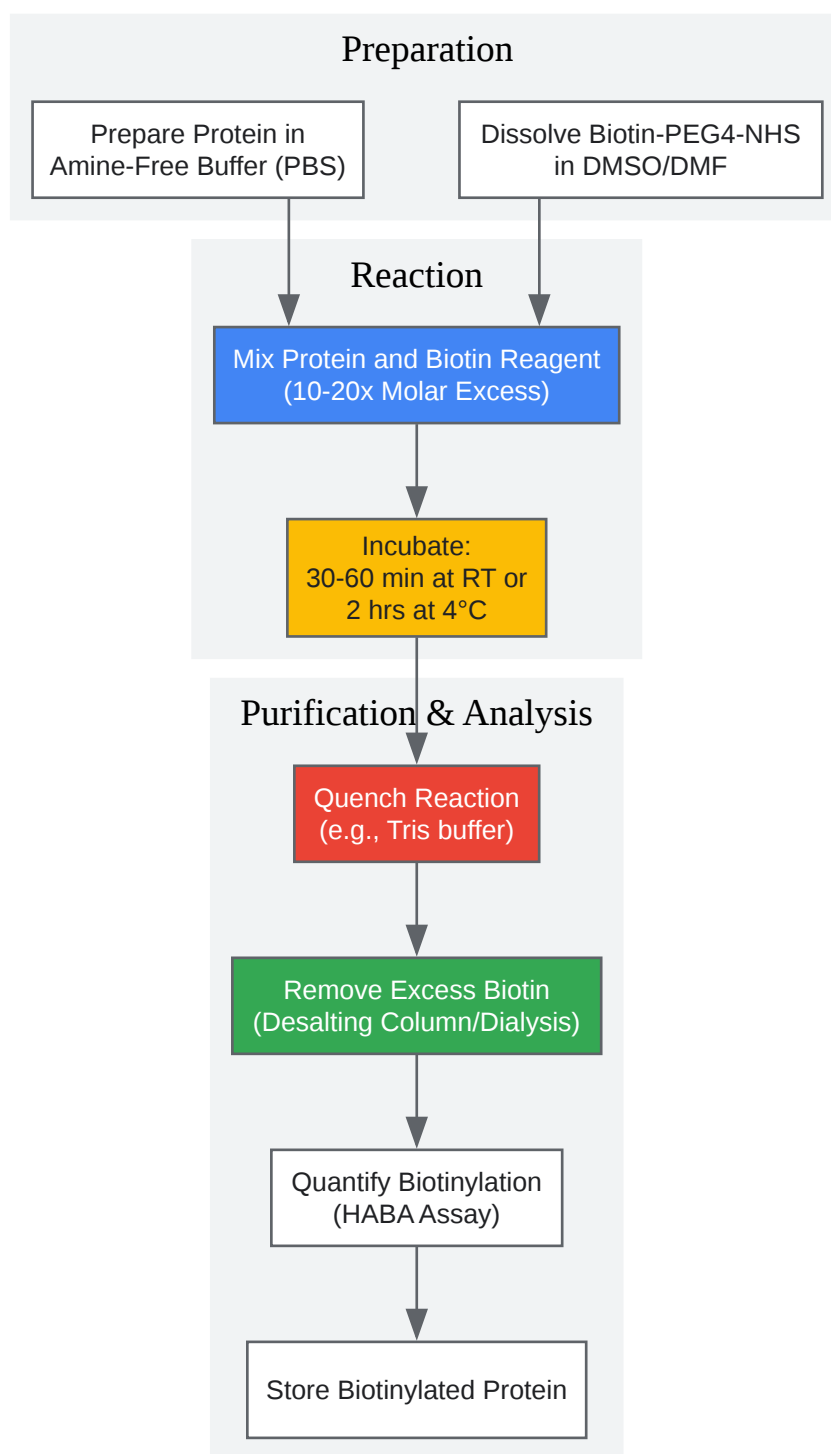 Preparation
Prepare Protein in
Amine-Free Buffer (PBS)
Dissolve Biotin-PEG4-NHS
in DMSO/DMF
Reaction
Mix Protein and Biotin Reagent
(10-20x Molar Excess)
Incubate:
30-60 min at RT or
2 hrs at 4°C
Purification & Analysis
Quench Reaction
(e.g., Tris buffer)
Remove Excess Biotin
(Desalting Column/Dialysis)
Quantify Biotinylation
(HABA Assay)
Store Biotinylated Protein